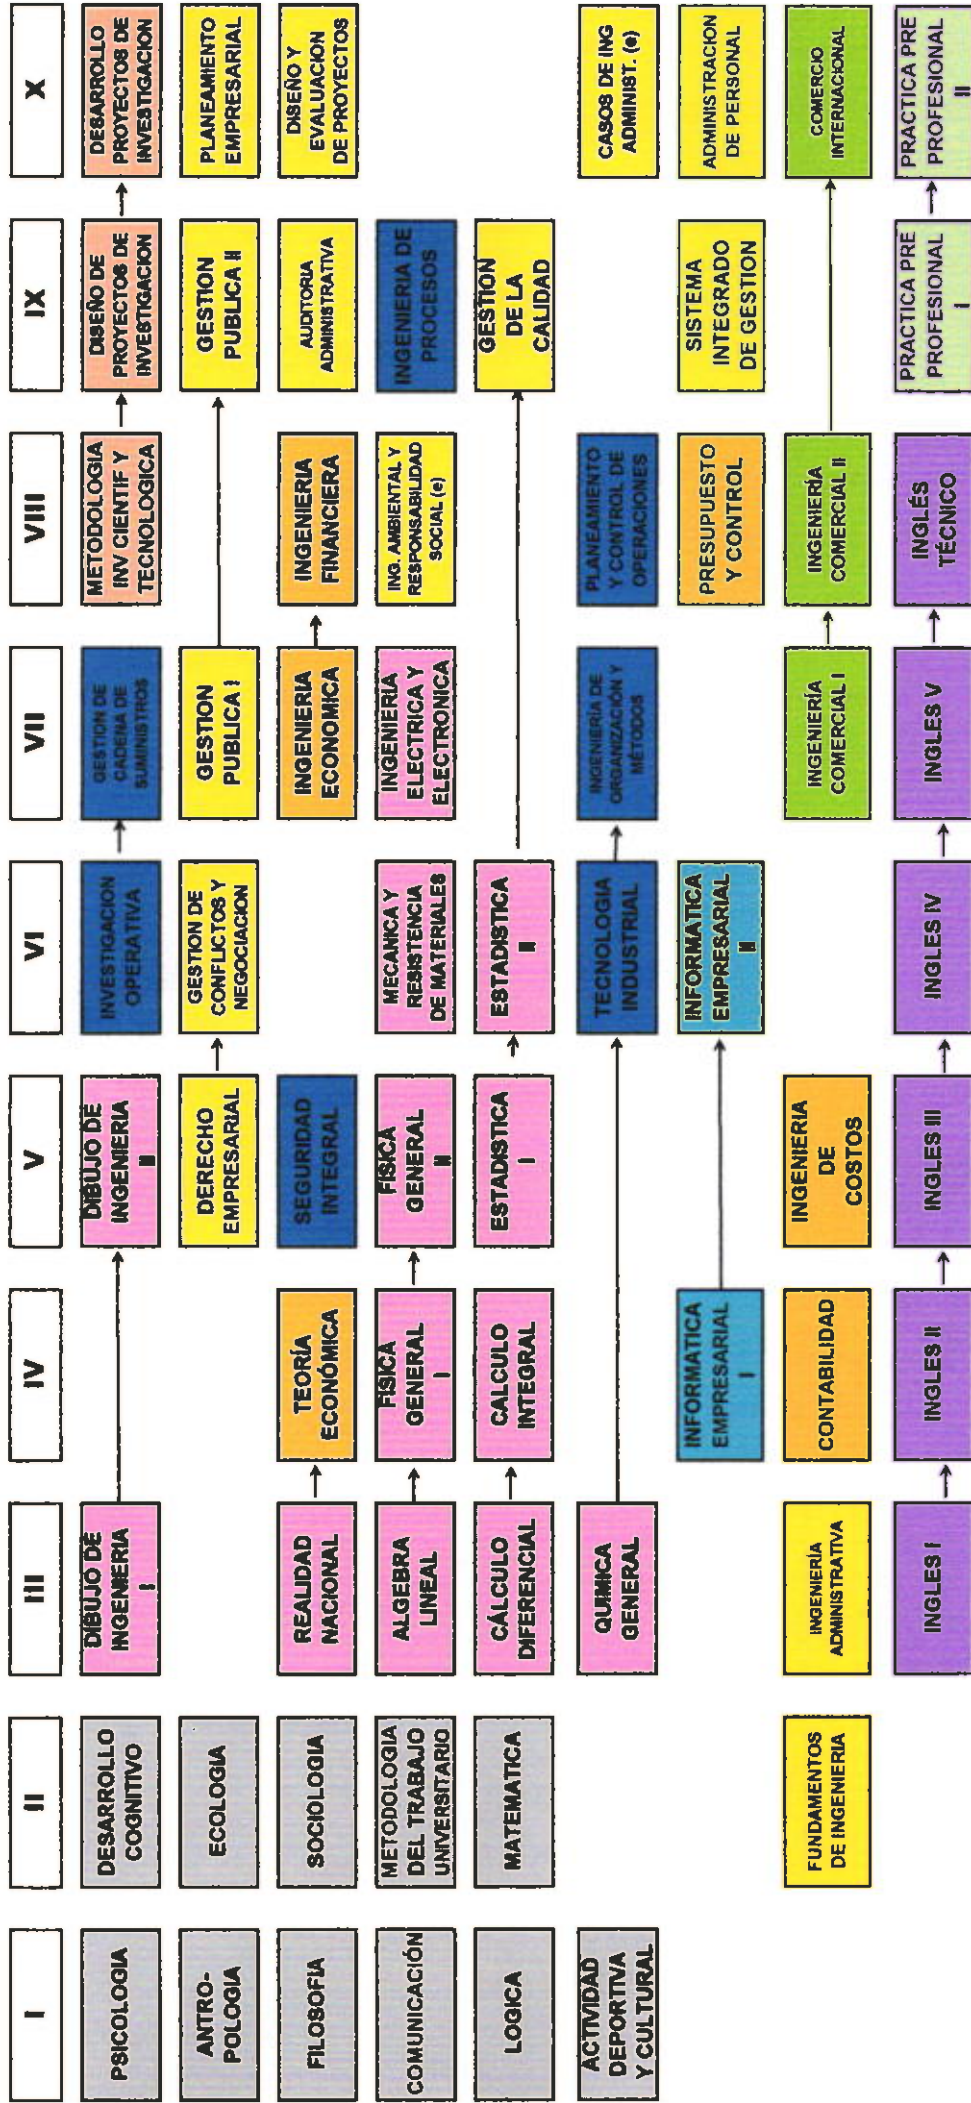 I
II
III
IV
V
VI
VII
VIII
IX
X
PSICOLOGIA
ANTRO-
POLOGIA
FILOSOFIA
COMUNICACIÓN
LOGICA
ACTIVIDAD
DEPORTIVA
Y CULTURAL
DESARROLLO
COGNITIVO
ECOLOGIA
SOCIOLOGIA
METODOLOGIA
DEL TRABAJO
UNIVERSITARIO
MATEMATICA
FUNDAMENTOS
DE INGENIERIA
DIBUJO DE
INGENIERIA
I
REALIDAD
NACIONAL
ALGEBRA
LINEAL
CÁLCULO
DIFERENCIAL
QUIMICA
GENERAL
INGENIERÍA
ADMINISTRATIVA
INGLES I
TEORÍA
ECONÓMICA
FISICA
GENERAL
I
CALCULO
INTEGRAL
INFORMATICA
EMPRESARIAL
I
CONTABILIDAD
INGLES II
DIBUJO DE
INGENIERIA
II
DERECHO
EMPRESARIAL
SEGURIDAD
INTEGRAL
FISICA
GENERAL
II
ESTADISTICA
I
INGENIERIA
DE
COSTOS
INGLES III
INVESTIGACION
OPERATIVA
GESTION DE
CONFLICTOS Y
NEGOCIACION
MECANICA Y
RESISTENCIA
DE MATERIALES
ESTADISTICA
II
TECNOLOGIA
INDUSTRIAL
INFORMATICA
EMPRESARIAL
II
INGLES IV
GESTION DE
CADENA DE
SUMINISTROS
GESTION
PUBLICA I
INGENIERIA
ECONOMICA
INGENIERIA
ELECTRICA Y
ELECTRONICA
INGENIERÍA DE
ORGANIZACIÓN Y
MÉTODOS
INGENIERÍA
COMERCIAL I
INGLES V
METODOLOGIA
INV CIENTIF Y
TECNOLOGICA
INGENIERIA
FINANCIERA
ING. AMBIENTAL Y
RESPONSABILIDAD
SOCIAL (e)
PLANEAMIENTO
Y CONTROL DE
OPERACIONES
PRESUPUESTO
Y CONTROL
INGENIERÍA
COMERCIAL II
INGLÉS
TÉCNICO
DISEÑO DE
PROYECTOS DE
INVESTIGACION
GESTION
PUBLICA II
AUDITORIA
ADMINISTRATIVA
INGENIERIA DE
PROCESOS
GESTION
DE LA
CALIDAD
SISTEMA
INTEGRADO
DE GESTION
PRACTICA PRE
PROFESIONAL
I
DESARROLLO
PROYECTOS DE
INVESTIGACION
PLANEAMIENTO
EMPRESARIAL
DISEÑO Y
EVALUACION
DE PROYECTOS
CASOS DE ING
ADMINIST. (e)
ADMINISTRACION
DE PERSONAL
COMERCIO
INTERNACIONAL
PRACTICA PRE
PROFESIONAL
II